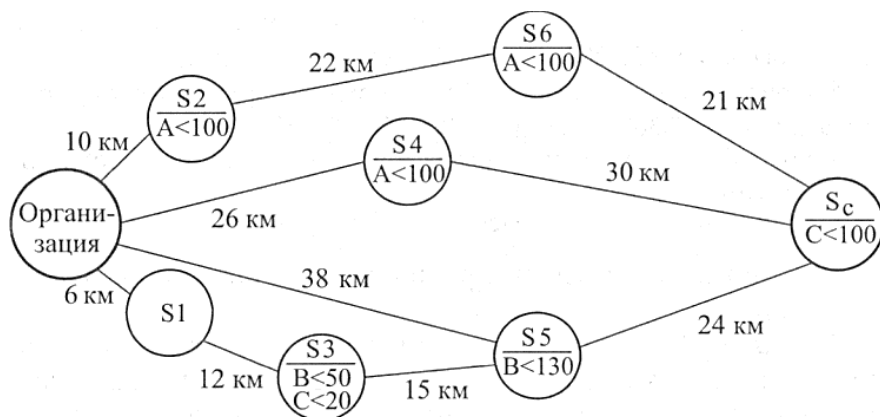 S6
A<100
22 км
S2
A<100
21 км
10 км
S4
A<100
30 км
Sc
C<100
Органи-
зация
26 км
38 км
6 км
S1
24 км
S5
B<130
S3
B<50
C<20
12 км
15 км